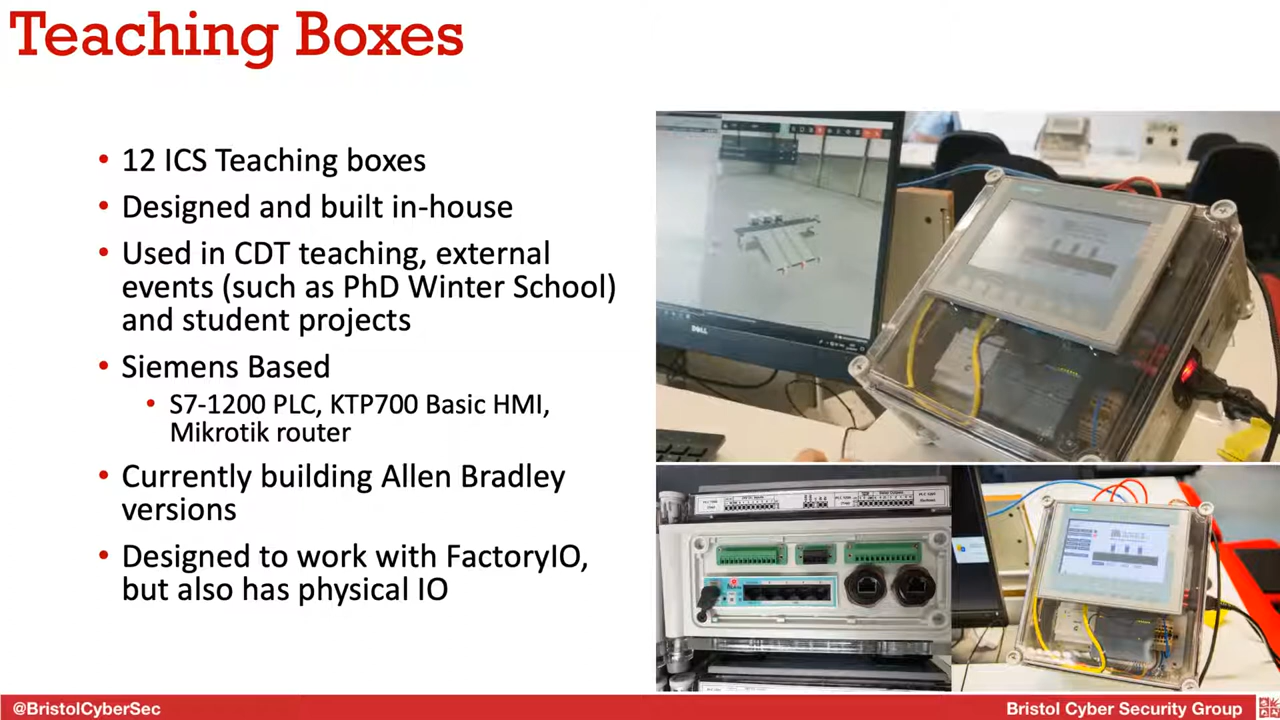 Teaching Boxes
• 12 ICS Teaching boxes
• Designed and built in-house
• Used in CDT teaching, external
events (such as PhD Winter School)
and student projects
• Siemens Based
• S7-1200 PLC, KTP700 Basic HMI,
Mikrotik router
• Currently building Allen Bradley
versions
• Designed to work with FactoryIO,
but also has physical IO
DELL
@BristolCyberSec
Bristol Cyber Security Group